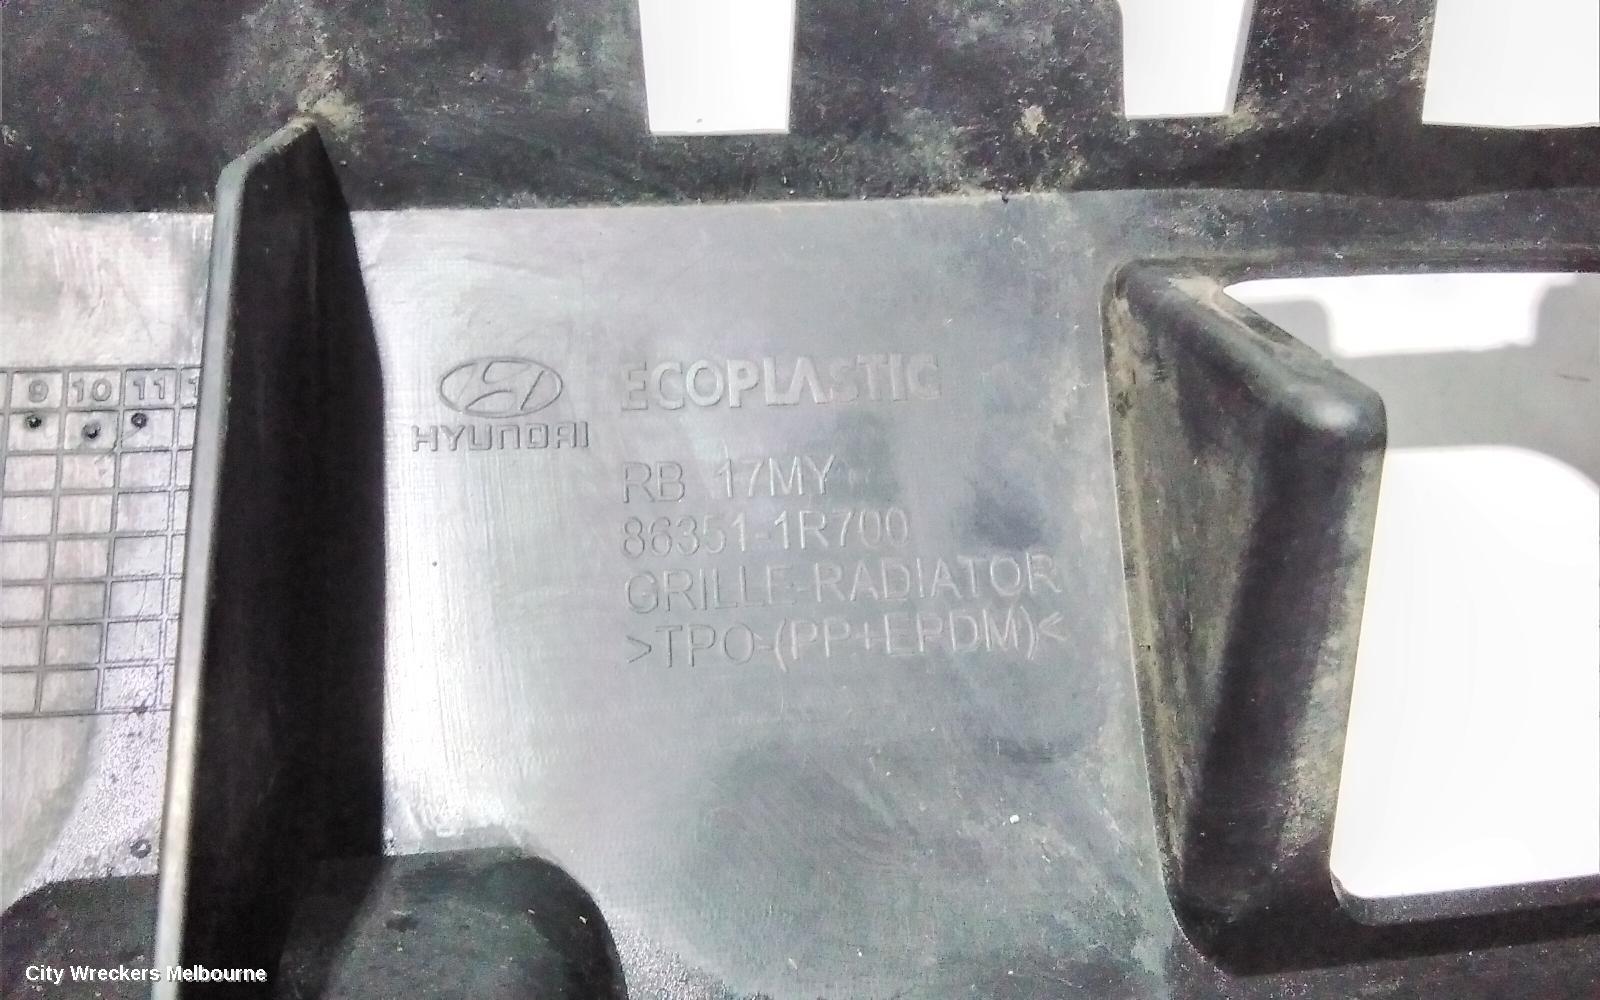 9 10 11
HYUNDAI
ECOPLASTIC
RB 17MY
86351-1R700
GRILLE-RADIATOR
>TPO-(PP+EPDM)<
City Wreckers Melbourne